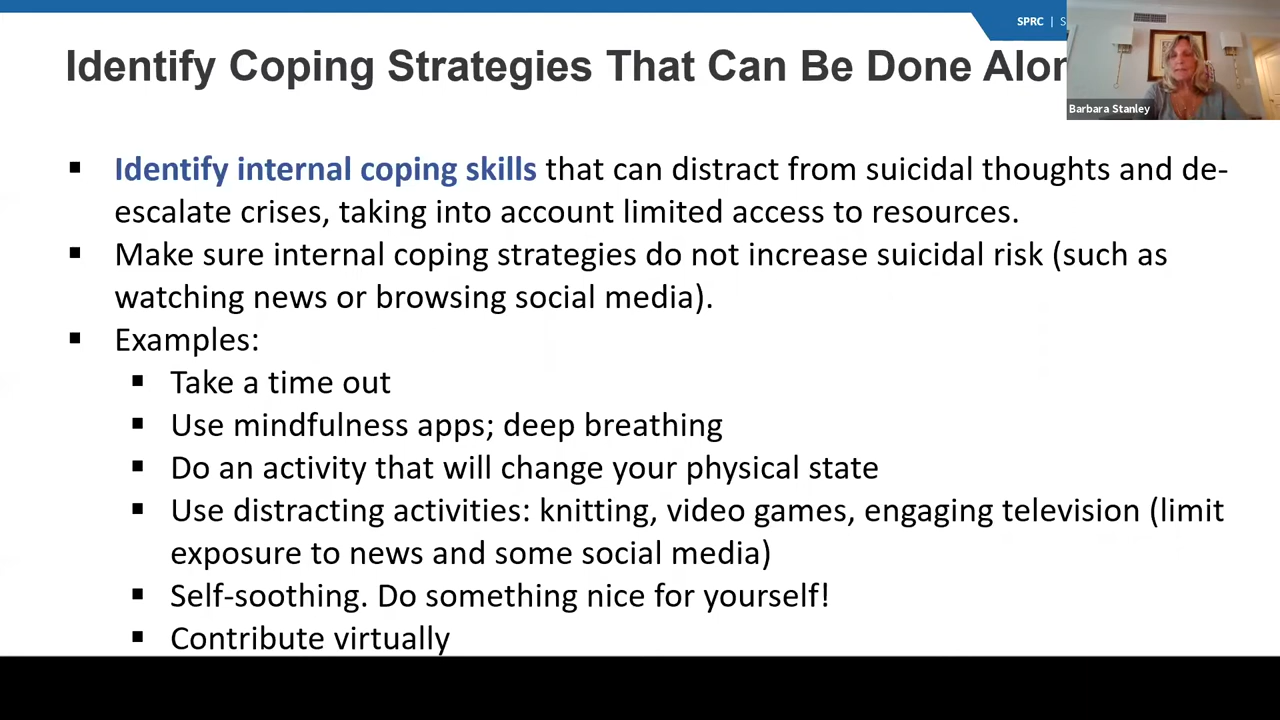 SPRC | S
Identify Coping Strategies That Can Be Done
Barbara Stanley
▪ Identify internal coping skills that can distract from suicidal thoughts and de-
escalate crises, taking into account limited access to resources.
▪ Make sure internal coping strategies do not increase suicidal risk (such as
watching news or browsing social media).
▪ Examples:
▪ Take a time out
▪ Use mindfulness apps; deep breathing
▪ Do an activity that will change your physical state
▪ Use distracting activities: knitting, video games, engaging television (limit
exposure to news and some social media)
▪ Self-soothing. Do something nice for yourself!
▪ Contribute virtually